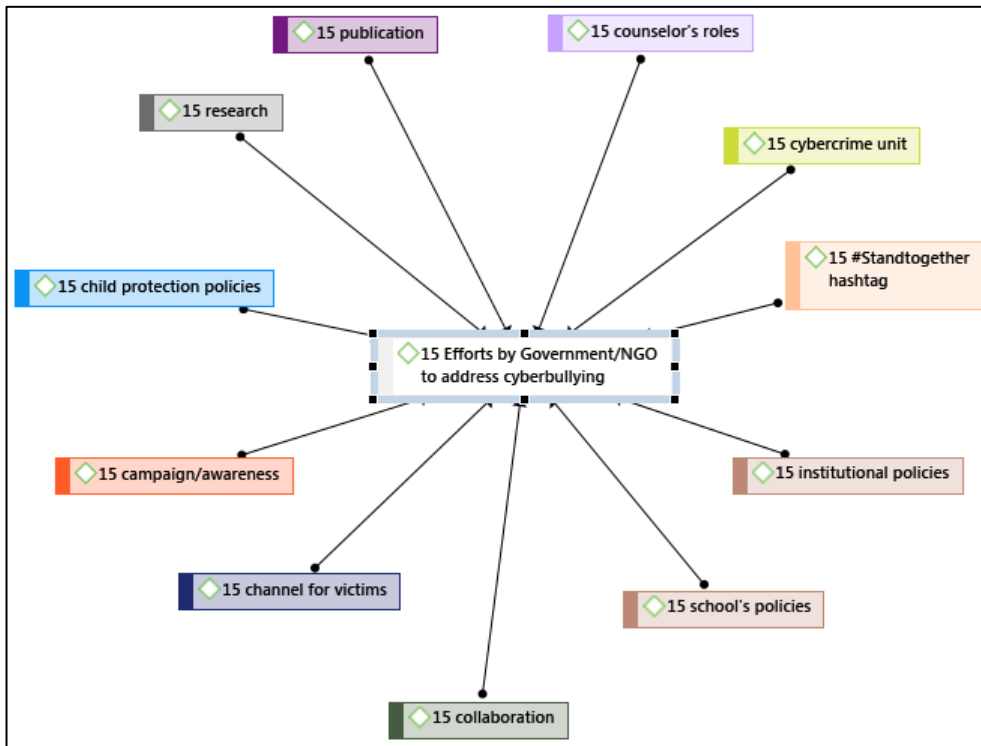 15 publication
15 counselor's roles
15 research
15 cybercrime unit
15 #Standtogether
hashtag
15 child protection policies
15 Efforts by Government/NGO
to address cyberbullying
15 campaign/awareness
15 institutional policies
15 channel for victims
15 school's policies
15 collaboration